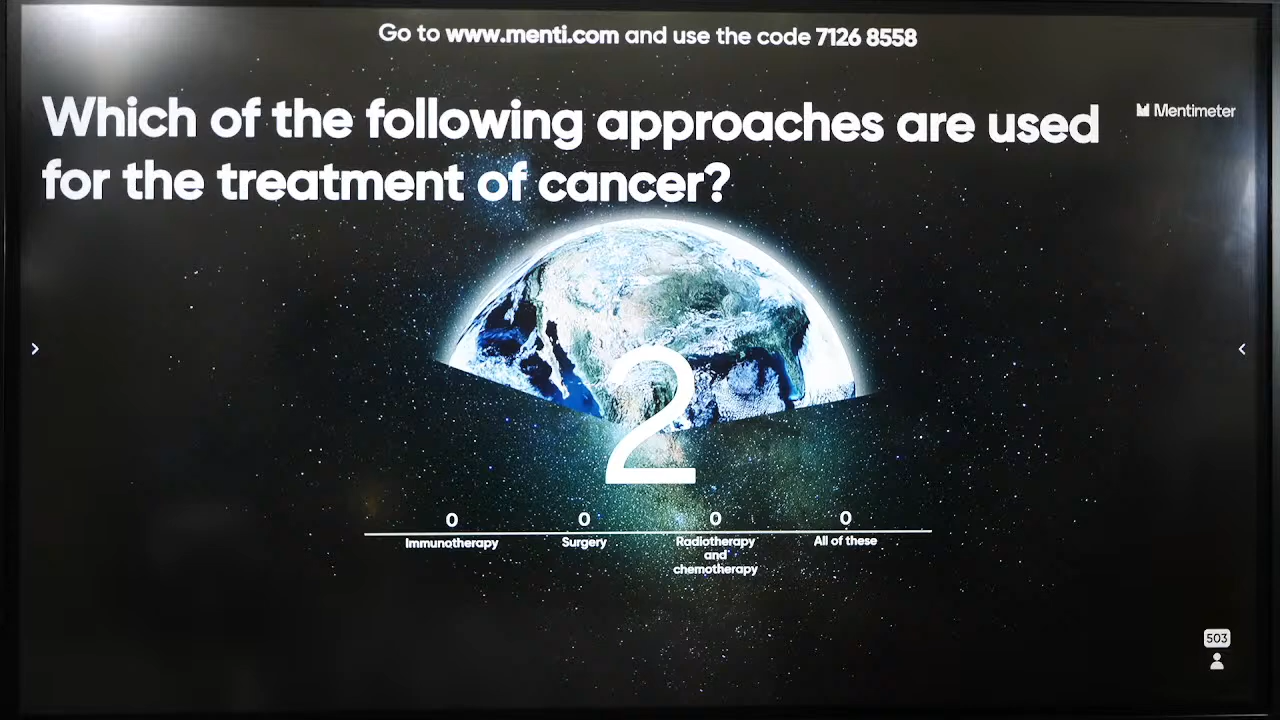 Go to www.menti.com and use the code 7126 8558
Which of the following approaches are used
for the treatment of cancer?
Mentimeter
2
0
0
0
0
Immunotherapy
Surgery
Radiotherapy
and
chemotherapy
All of these
503